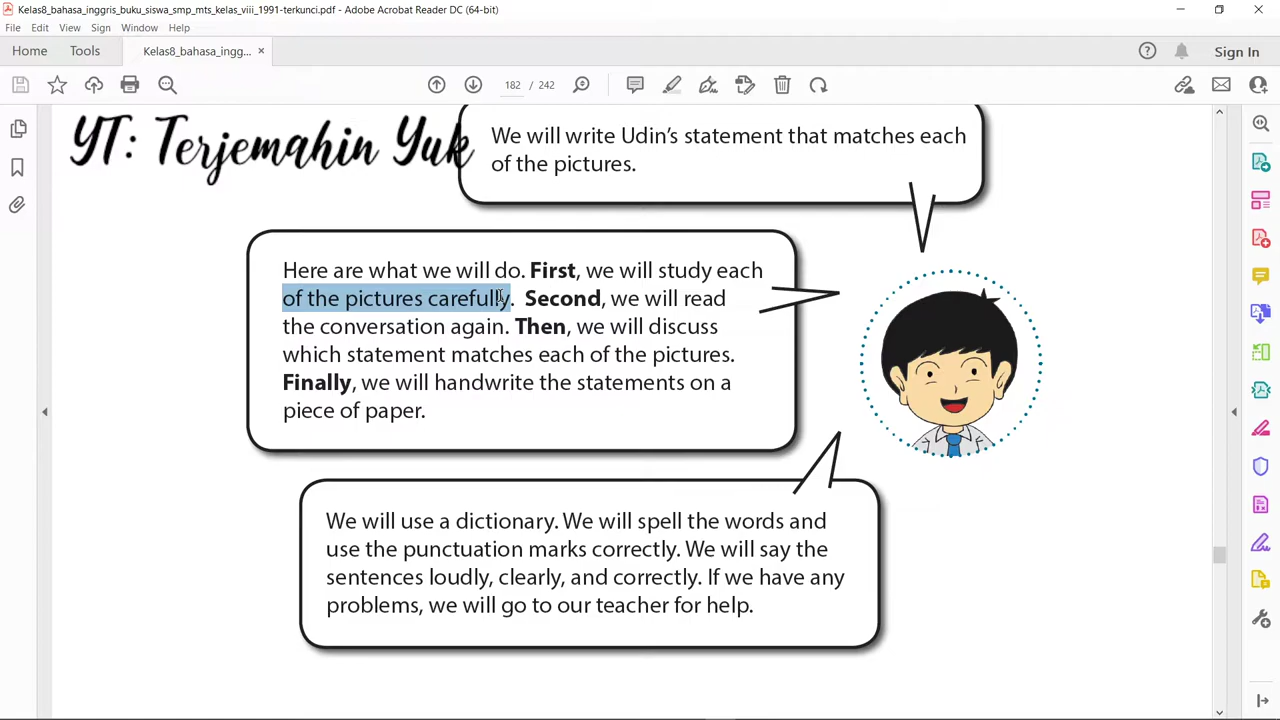 Kelas8_bahasa_inggris_buku_siswa_smp_mts_kelas_viii_1991-terkunci.pdf - Adobe Acrobat Reader DC (64-bit)
File Edit View Sign Window Help
Home Tools Kelas8_bahasa_ingg... × Sign In
182 / 242
YT: Terjemahin Yuk
We will write Udin’s statement that matches each
of the pictures.
Here are what we will do. First, we will study each
of the pictures carefully. Second, we will read
the conversation again. Then, we will discuss
which statement matches each of the pictures.
Finally, we will handwrite the statements on a
piece of paper.
We will use a dictionary. We will spell the words and
use the punctuation marks correctly. We will say the
sentences loudly, clearly, and correctly. If we have any
problems, we will go to our teacher for help.